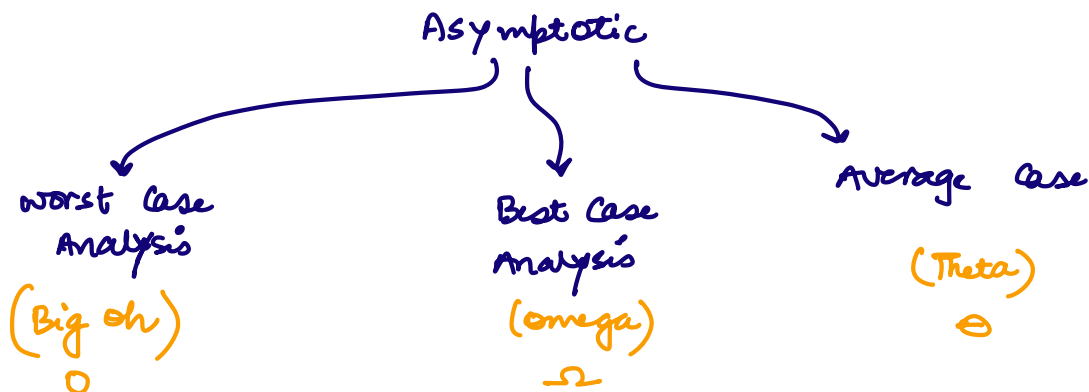 Asymptotic
Worst Case
Analysis
(Big Oh)
O
Best Case
Analysis
(Omega)
Ω
Average Case
(Theta)
Θ